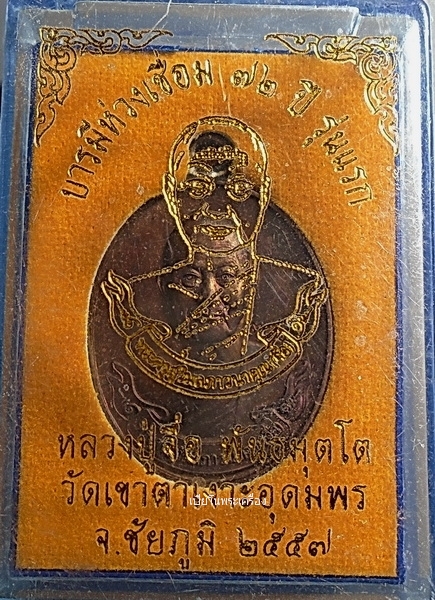 บารมีห่วงเชื่อม ๗๒ ปี รุ่นแรก
หลวงปู่จื่อ พันธมุตโต
วัดเขาตาเงาะอุดมพร
จ.ชัยภูมิ ๒๕๕๗